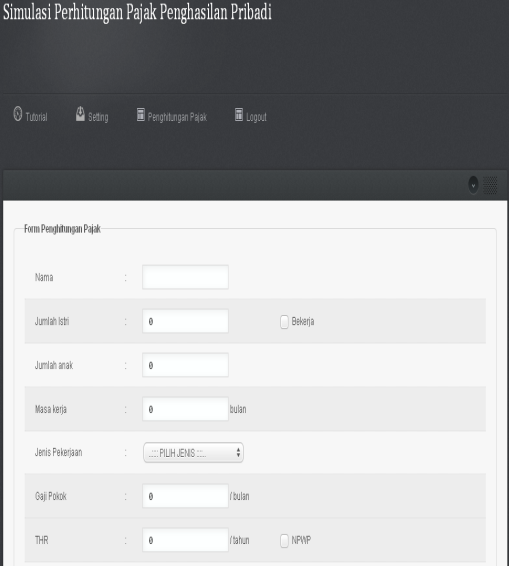 Simulasi Perhitungan Pajak Penghasilan Pribadi
Tutorial Setting Penghitungan Pajak Logout
Form Penghitungan Pajak
Nama :
Jumlah Istri : 0 Bekerja
Jumlah anak : 0
Masa kerja : 0 bulan
Jenis Pekerjaan : ..:::: PILIH JENIS ::::..
Gaji Pokok : 0 / bulan
THR : 0 / tahun NPWP